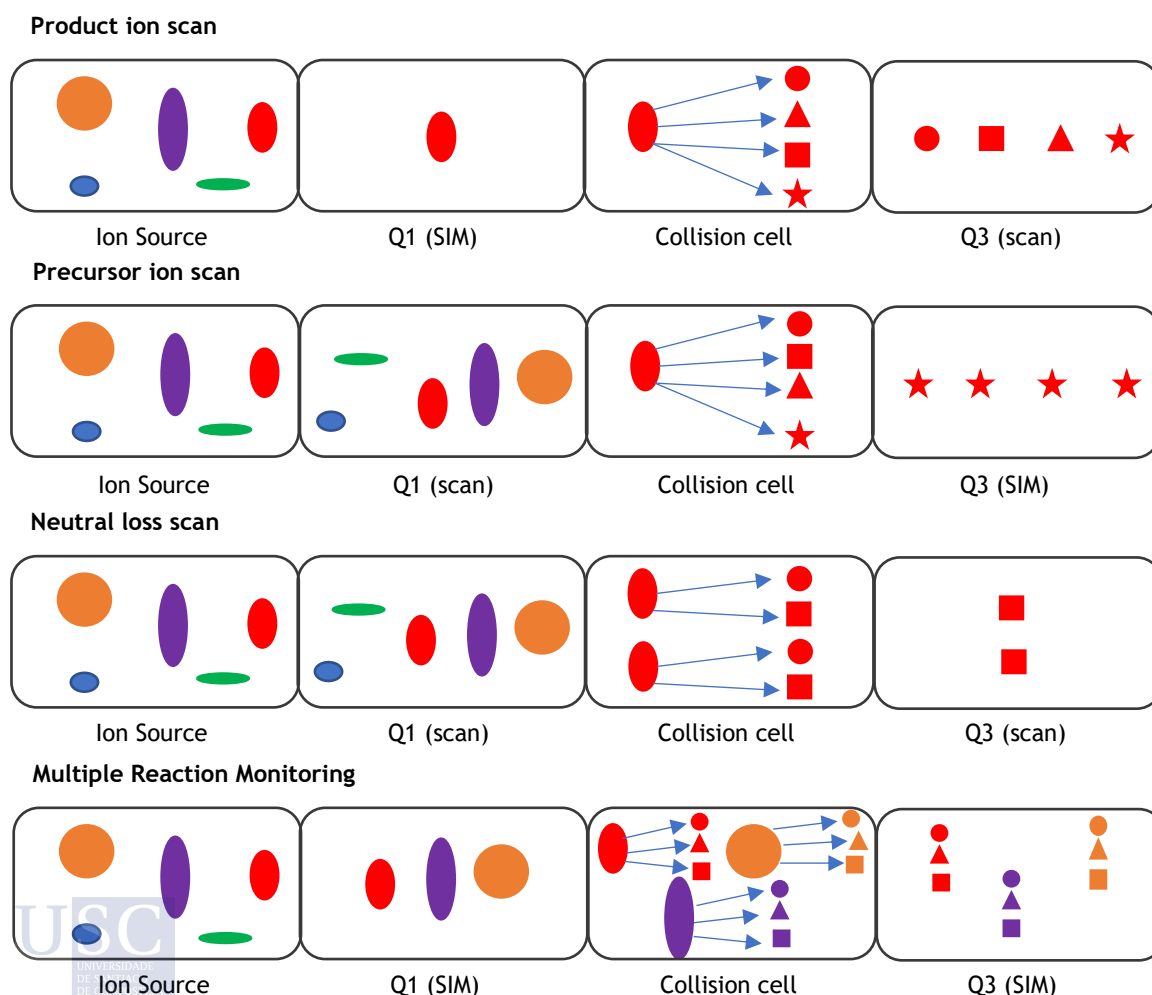 Product ion scan
Ion Source Q1 (SIM) Collision cell Q3 (scan)
Precursor ion scan
Ion Source Q1 (scan) Collision cell Q3 (SIM)
Neutral loss scan
Ion Source Q1 (scan) Collision cell Q3 (scan)
Multiple Reaction Monitoring
USC
UNIVERSIDADE
DE SANTIAGO
Ion Source Q1 (SIM) Collision cell Q3 (SIM)